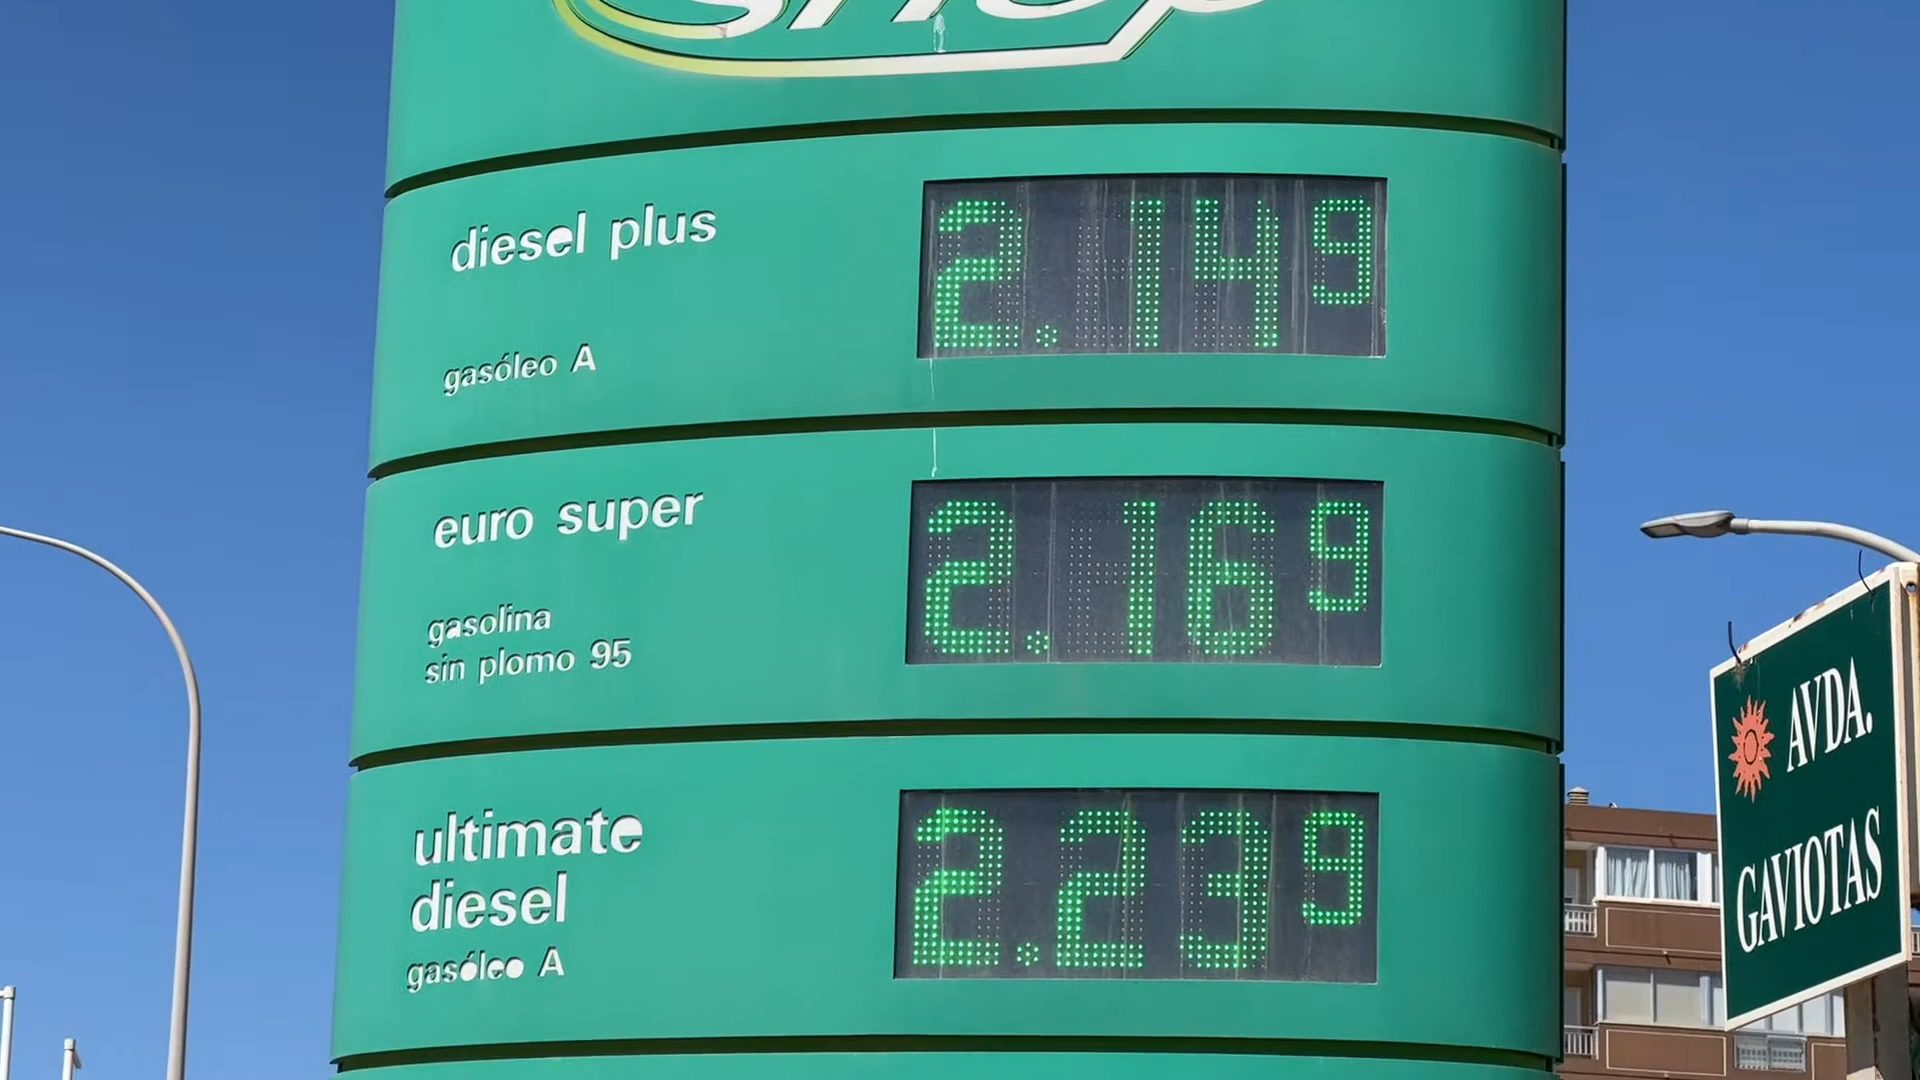 Shop
diesel plus
2.149
gasóleo A
euro super
2.169
gasolina
sin plomo 95
ultimate
diesel
2.239
gasóleo A
AVDA.
GAVIOTAS